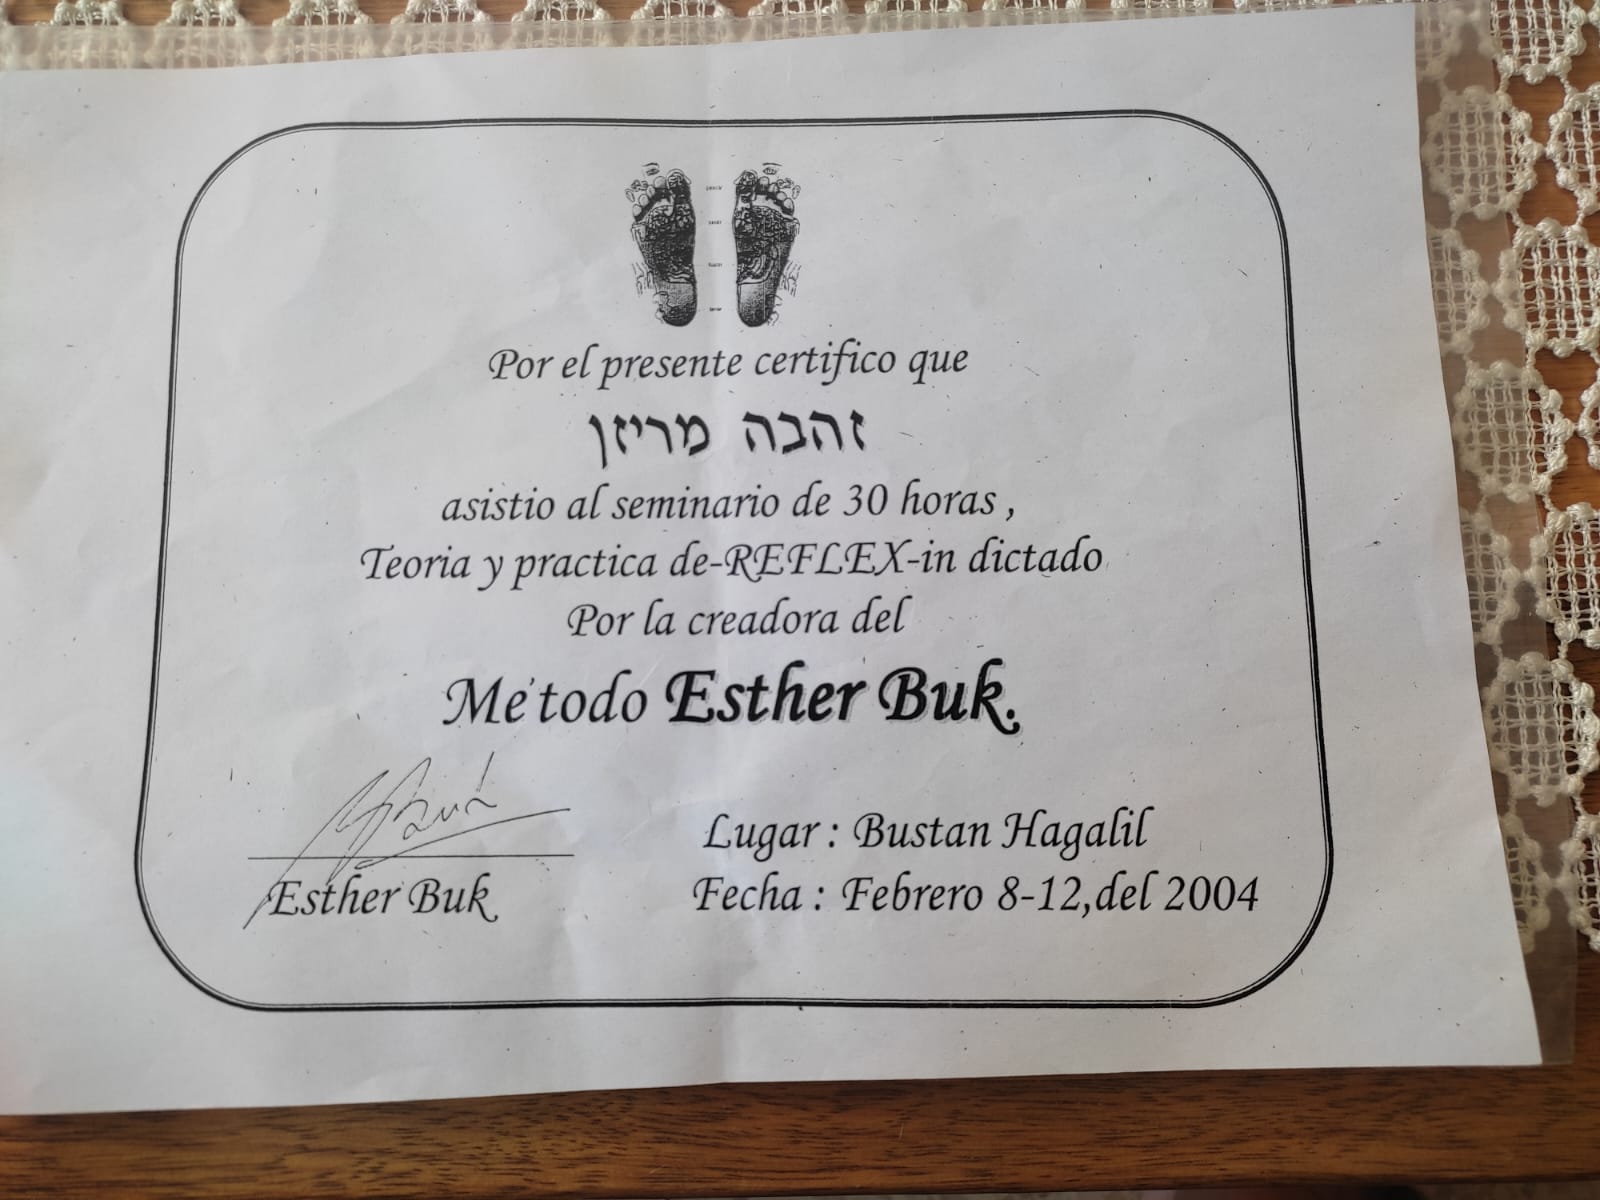 Por el presente certifico que
זהבה מריזן
asistio al seminario de 30 horas ,
Teoria y practica de-REFLEX-in dictado
Por la creadora del
Me'todo Esther Buk.
Esther Buk
Lugar : Bustan Hagalil
Fecha : Febrero 8-12,del 2004